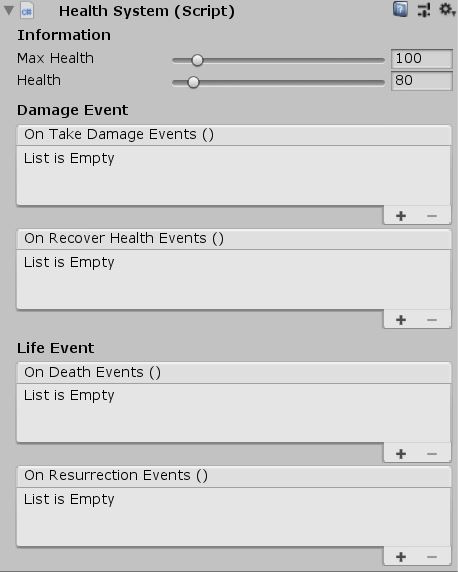 Health System (Script)
Information
Max Health 100
Health 80
Damage Event
On Take Damage Events ()
List is Empty
On Recover Health Events ()
List is Empty
Life Event
On Death Events ()
List is Empty
On Resurrection Events ()
List is Empty